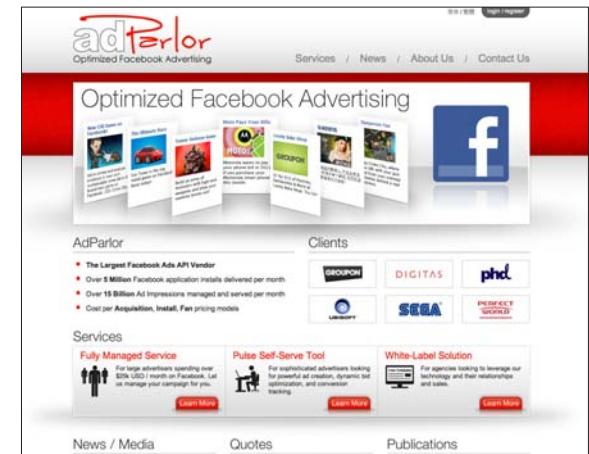 login / register
adParlor
Optimized Facebook Advertising
Services / News / About Us / Contact Us
Optimized Facebook Advertising
GROUPON
f
AdParlor
The Largest Facebook Ads API Vendor
Over 5 Million Facebook application installs delivered per month
Over 15 Billion Ad Impressions managed and served per month
Cost per Acquisition, Install, Fan pricing models
Clients
GROUPON
DIGITAS
phd
UBISOFT
SEGA
PERFECT WORLD
Services
Fully Managed Service
For large advertisers spending over
$25k USD / month on Facebook. Let
us manage your campaign for you.
Learn More
Pulse Self-Serve Tool
For sophisticated advertisers looking
for powerful ad creation, dynamic bid
optimization, and conversion
tracking.
Learn More
White-Label Solution
For agencies looking to leverage our
technology and their relationships
and sales.
Learn More
News / Media
Quotes
Publications